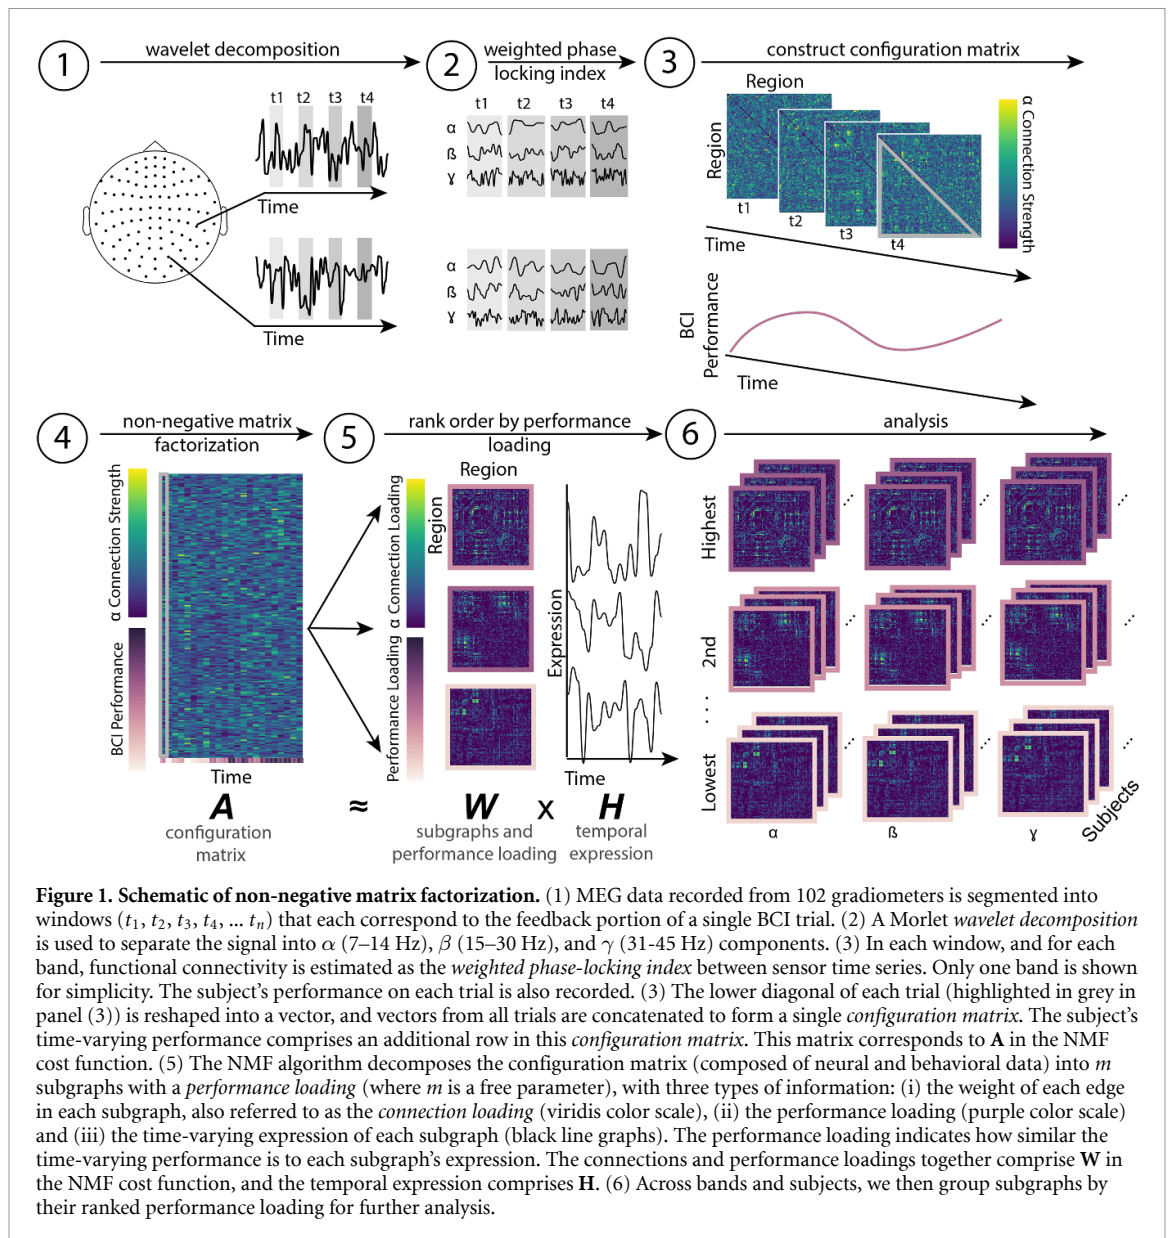 1
wavelet decomposition
t1 t2 t3 t4
Time
Time
2
weighted phase
locking index
t1 t2 t3 t4
α
ß
ɣ
α
ß
ɣ
3
construct configuration matrix
Region
Region
t1
t2
t3
t4
Time
α Connection Strength
BCI
Performance
Time
4
non-negative matrix
factorization
α Connection Strength
BCI Performance
Time
A
configuration
matrix
≈
5
rank order by performance
loading
Region
Region
α Connection Loading
Performance Loading
Expression
Time
W x H
subgraphs and
performance loading
temporal
expression
6
analysis
Highest
...
...
...
2nd
...
...
...
. . .
Lowest
...
...
...
α ß ɣ
Subjects
Figure 1. Schematic of non-negative matrix factorization. (1) MEG data recorded from 102 gradiometers is segmented into
windows (t1, t2, t3, t4, ... tn) that each correspond to the feedback portion of a single BCI trial. (2) A Morlet wavelet decomposition
is used to separate the signal into α (7–14 Hz), β (15–30 Hz), and γ (31-45 Hz) components. (3) In each window, and for each
band, functional connectivity is estimated as the weighted phase-locking index between sensor time series. Only one band is shown
for simplicity. The subject's performance on each trial is also recorded. (3) The lower diagonal of each trial (highlighted in grey in
panel (3)) is reshaped into a vector, and vectors from all trials are concatenated to form a single configuration matrix. The subject's
time-varying performance comprises an additional row in this configuration matrix. This matrix corresponds to A in the NMF
cost function. (5) The NMF algorithm decomposes the configuration matrix (composed of neural and behavioral data) into m
subgraphs with a performance loading (where m is a free parameter), with three types of information: (i) the weight of each edge
in each subgraph, also referred to as the connection loading (viridis color scale), (ii) the performance loading (purple color scale)
and (iii) the time-varying expression of each subgraph (black line graphs). The performance loading indicates how similar the
time-varying performance is to each subgraph's expression. The connections and performance loadings together comprise W in
the NMF cost function, and the temporal expression comprises H. (6) Across bands and subjects, we then group subgraphs by
their ranked performance loading for further analysis.